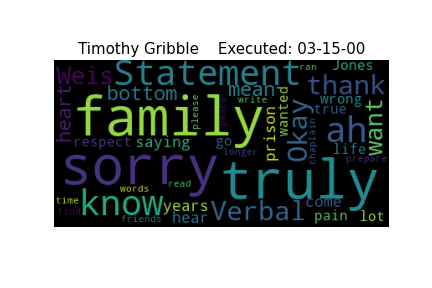 Timothy Gribble    Executed: 03-15-00
ran
Weis Statement Jones
bottom mean thank
heart family please write wanted wrong
true prison okay ah want
respect saying go chaplain life
sorry truly longer prepare
read
words
time know years Verbal come
find friends hear pain lot